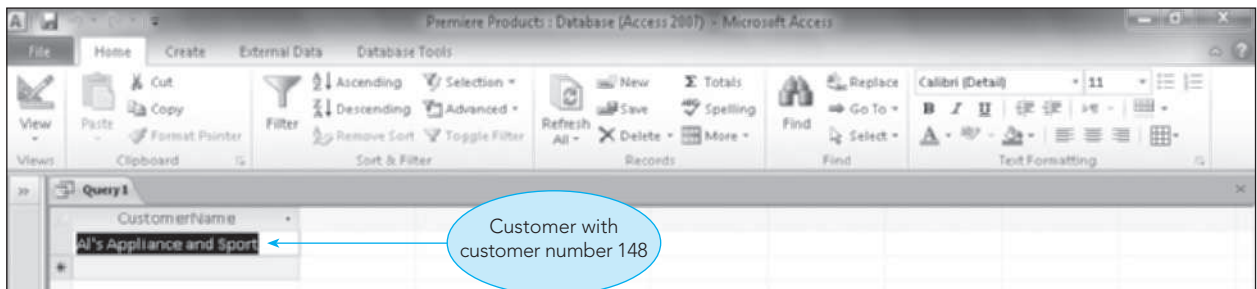 A
Premiere Products : Database (Access 2007) - Microsoft Access
File Home Create External Data Database Tools
Cut Ascending Selection New Totals Replace Calibri (Detail) 11
Copy Descending Advanced Save Spelling Go To B I U
View Paste Format Painter Filter Remove Sort Toggle Filter Refresh All Delete More Find Select A
Views Clipboard Sort & Filter Records Find Text Formatting
Query1
CustomerName
Al's Appliance and Sport
Customer with
customer number 148